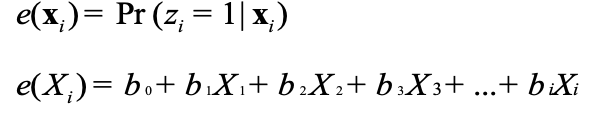 e(xᵢ) = Pr (zᵢ = 1| xᵢ)
e(Xᵢ) = b₀ + b₁X₁ + b₂X₂ + b₃X₃ + ...+ bᵢXᵢ